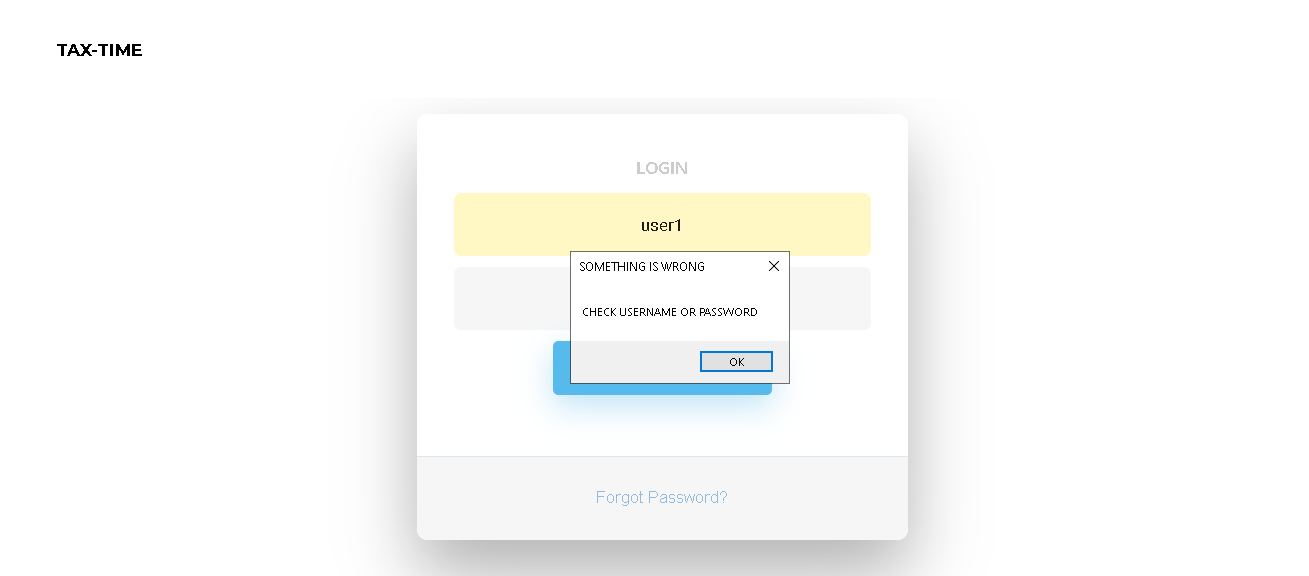 TAX-TIME
LOGIN
user1
SOMETHING IS WRONG
CHECK USERNAME OR PASSWORD
OK
Forgot Password?